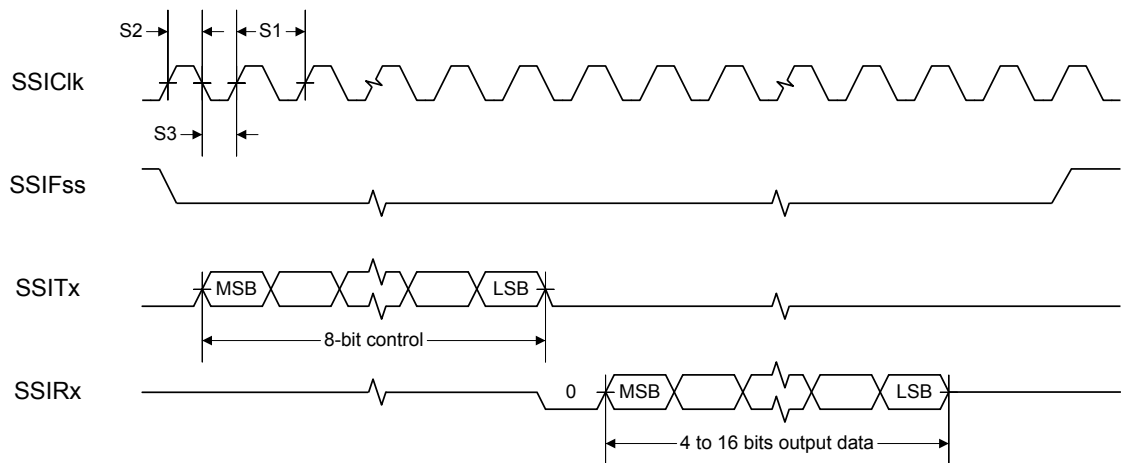 S2
S1
SSIClk
S3
SSIFss
SSITx
MSB
LSB
8-bit control
SSIRx
0
MSB
LSB
4 to 16 bits output data